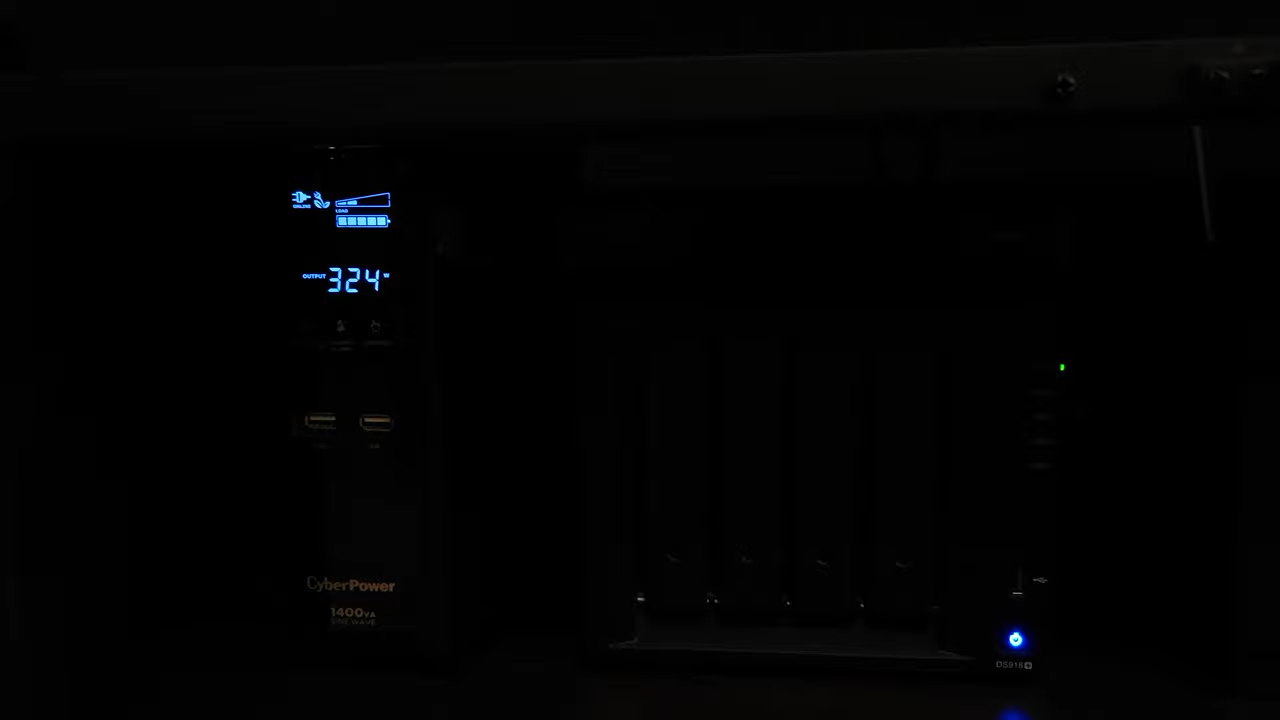 ONLINE
LOAD
OUTPUT 324 W
CyberPower
1400VA
SINE WAVE
DS918+